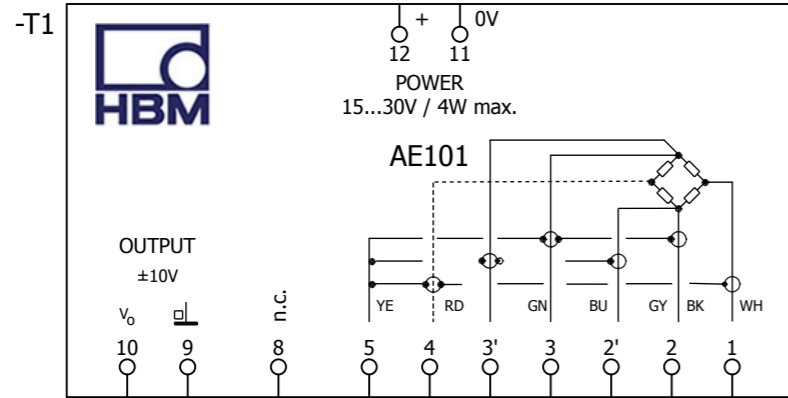 -T1
+ 0V
12 11
HBM
POWER
15...30V / 4W max.
AE101
OUTPUT
±10V
Vo
n.c.
YE RD GN BU GY BK WH
10 9 8 5 4 3' 3 2' 2 1